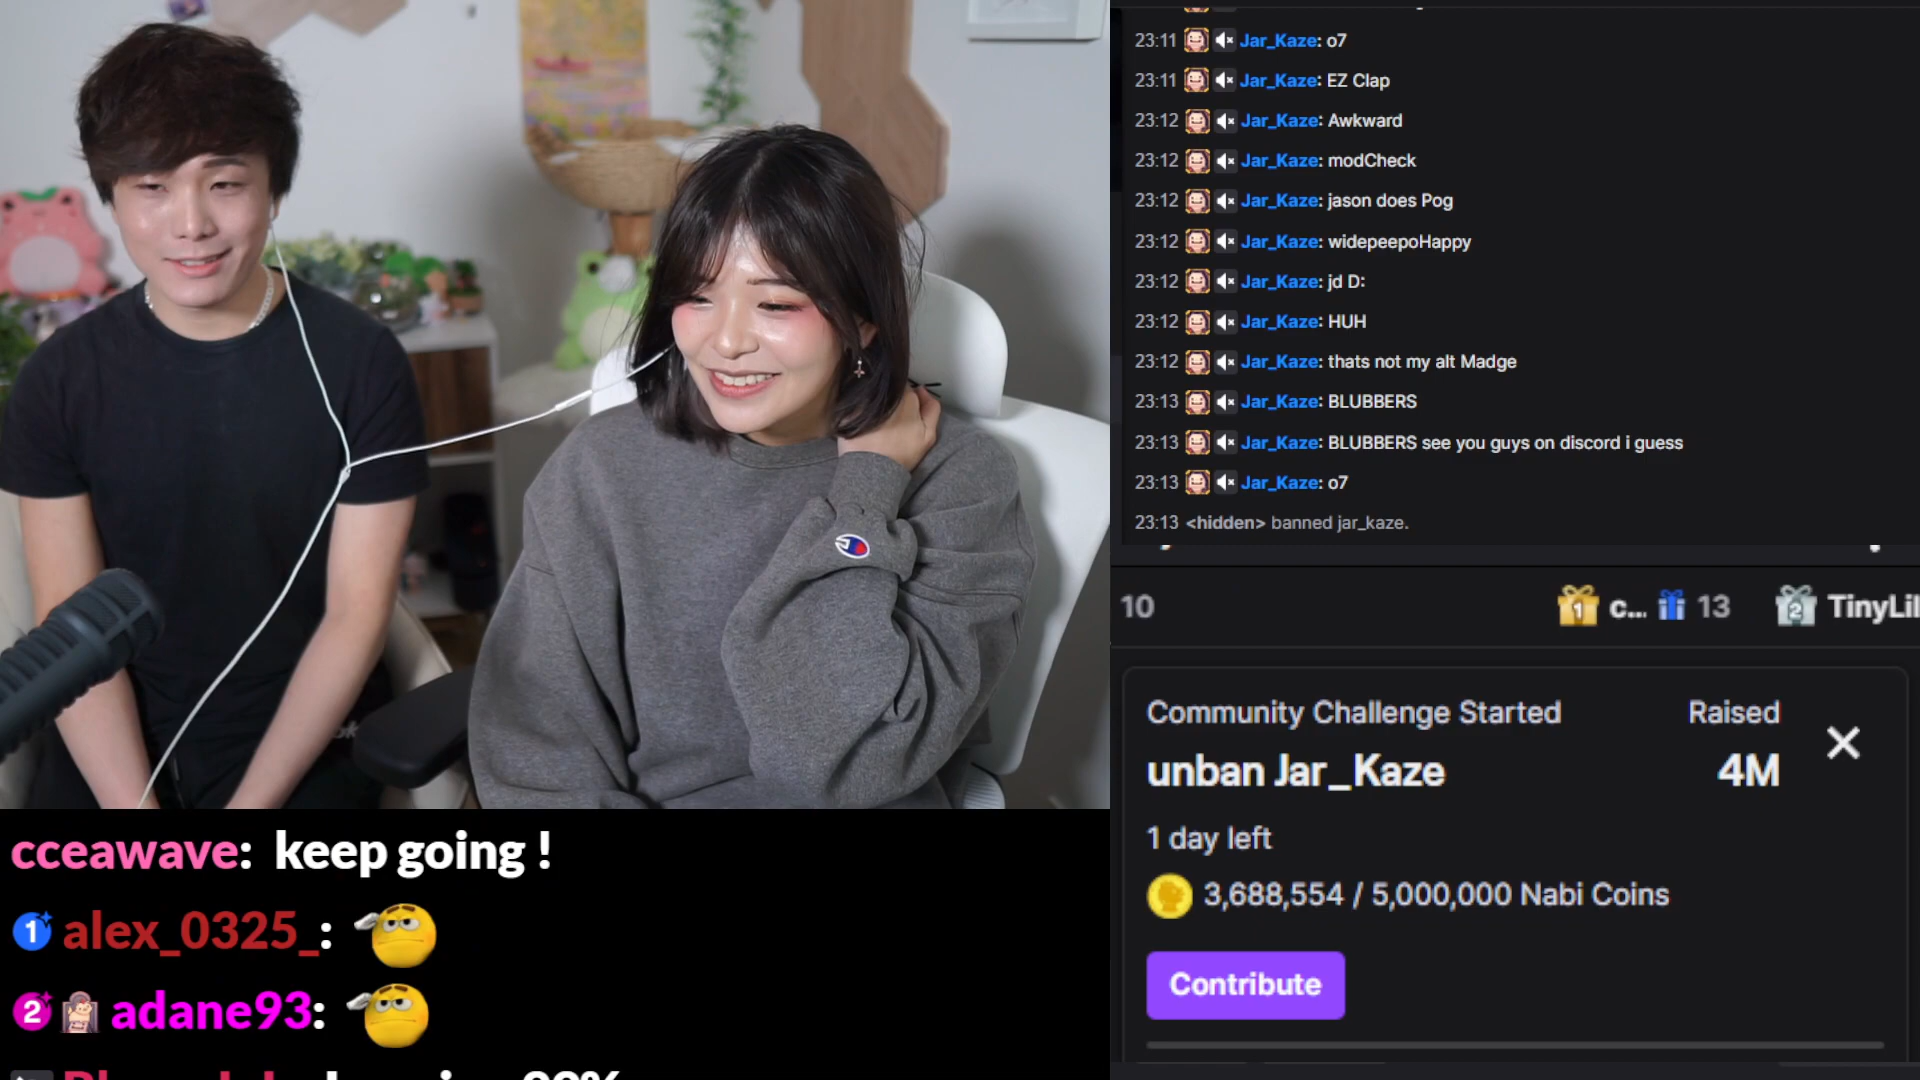 23:11 Jar_Kaze: o7
23:11 Jar_Kaze: EZ Clap
23:12 Jar_Kaze: Awkward
23:12 Jar_Kaze: modCheck
23:12 Jar_Kaze: jason does Pog
23:12 Jar_Kaze: widepeepoHappy
23:12 Jar_Kaze: jd D:
23:12 Jar_Kaze: HUH
23:12 Jar_Kaze: thats not my alt Madge
23:13 Jar_Kaze: BLUBBERS
23:13 Jar_Kaze: BLUBBERS see you guys on discord i guess
23:13 Jar_Kaze: o7
23:13 <hidden> banned jar_kaze.
10 1 c... 13 2 TinyLil
Community Challenge Started Raised
unban Jar_Kaze 4M
1 day left
3,688,554 / 5,000,000 Nabi Coins
Contribute
cceawave: keep going !
1 alex_0325_:
2 adane93: